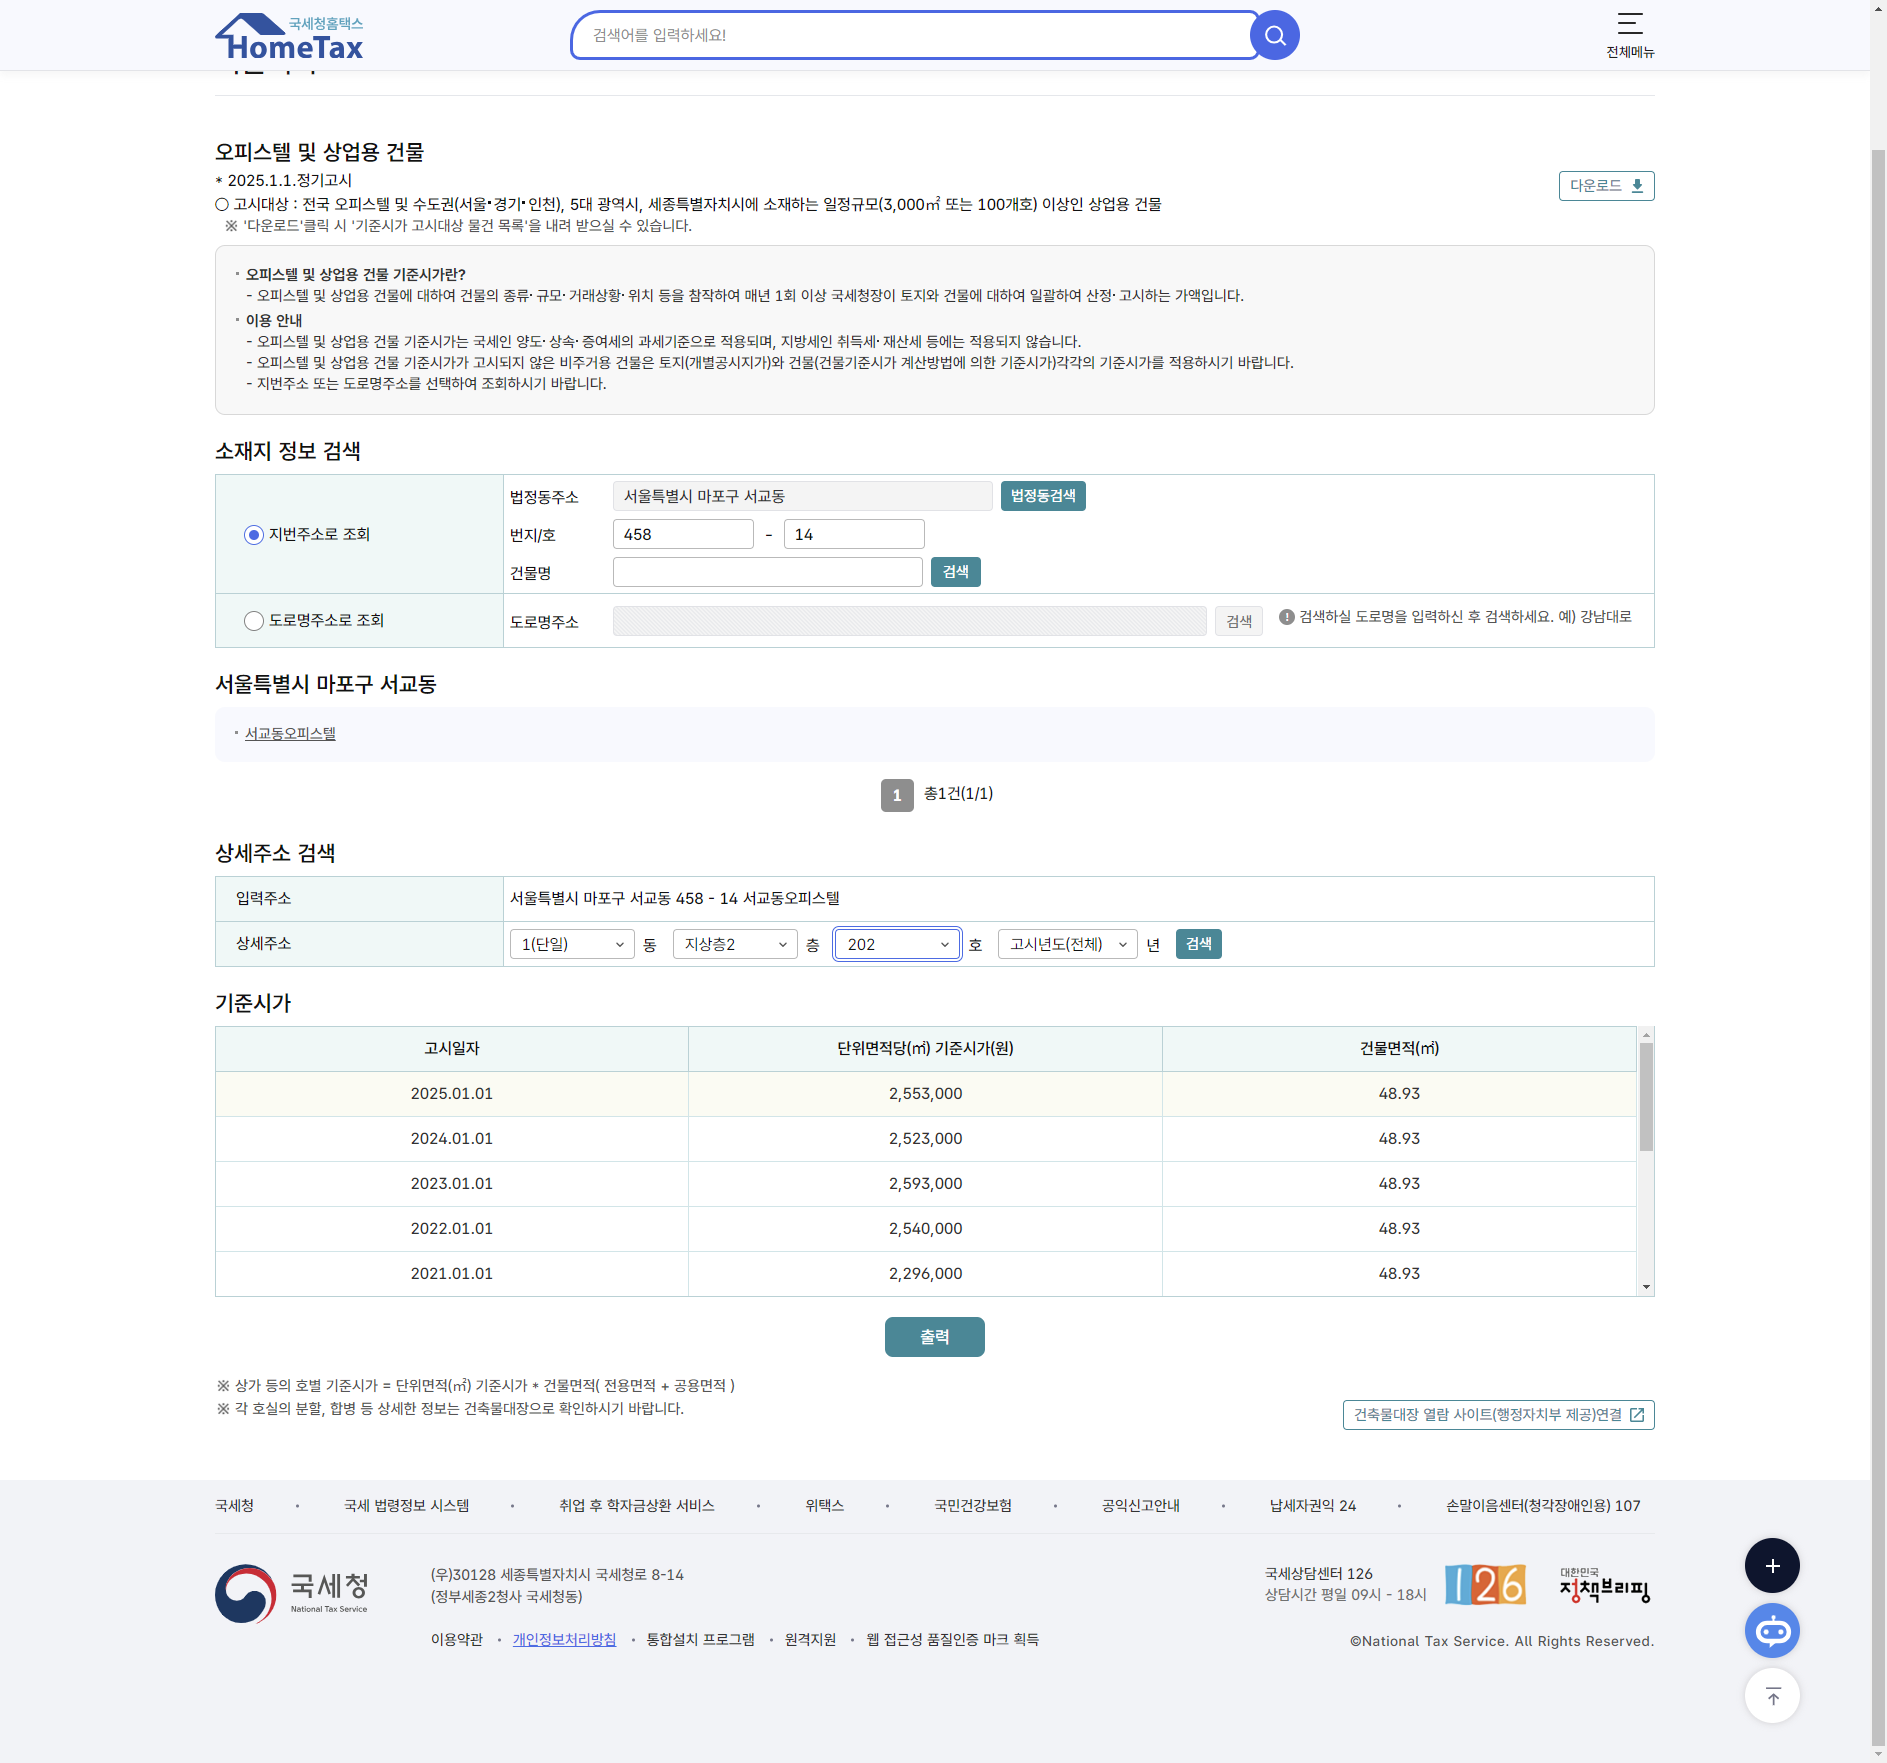 국세청홈택스
HomeTax
검색어를 입력하세요!
전체메뉴
오피스텔 및 상업용 건물
* 2025.1.1.정기고시
다운로드
○ 고시대상 : 전국 오피스텔 및 수도권(서울·경기·인천), 5대 광역시, 세종특별자치시에 소재하는 일정규모(3,000㎡ 또는 100개호) 이상인 상업용 건물
※ '다운로드'클릭 시 '기준시가 고시대상 물건 목록'을 내려 받으실 수 있습니다.
· 오피스텔 및 상업용 건물 기준시가란?
- 오피스텔 및 상업용 건물에 대하여 건물의 종류·규모·거래상황·위치 등을 참작하여 매년 1회 이상 국세청장이 토지와 건물에 대하여 일괄하여 산정·고시하는 가액입니다.
· 이용 안내
- 오피스텔 및 상업용 건물 기준시가는 국세인 양도·상속·증여세의 과세기준으로 적용되며, 지방세인 취득세·재산세 등에는 적용되지 않습니다.
- 오피스텔 및 상업용 건물 기준시가가 고시되지 않은 비주거용 건물은 토지(개별공시지가)와 건물(건물기준시가 계산방법에 의한 기준시가)각각의 기준시가를 적용하시기 바랍니다.
- 지번주소 또는 도로명주소를 선택하여 조회하시기 바랍니다.
소재지 정보 검색
지번주소로 조회
법정동주소 서울특별시 마포구 서교동 법정동검색
번지/호 458 - 14
건물명 검색
도로명주소로 조회 도로명주소 검색 ! 검색하실 도로명을 입력하신 후 검색하세요. 예) 강남대로
서울특별시 마포구 서교동
· 서교동오피스텔
1 총1건(1/1)
상세주소 검색
입력주소 서울특별시 마포구 서교동 458 - 14 서교동오피스텔
상세주소 1(단일) 동 지상층2 층 202 호 고시년도(전체) 년 검색
기준시가
고시일자 단위면적당(㎡) 기준시가(원) 건물면적(㎡)
2025.01.01 2,553,000 48.93
2024.01.01 2,523,000 48.93
2023.01.01 2,593,000 48.93
2022.01.01 2,540,000 48.93
2021.01.01 2,296,000 48.93
출력
※ 상가 등의 호별 기준시가 = 단위면적(㎡) 기준시가 * 건물면적( 전용면적 + 공용면적 )
※ 각 호실의 분할, 합병 등 상세한 정보는 건축물대장으로 확인하시기 바랍니다.
건축물대장 열람 사이트(행정자치부 제공)연결
국세청 · 국세 법령정보 시스템 · 취업 후 학자금상환 서비스 · 위택스 · 국민건강보험 · 공익신고안내 · 납세자권익 24 · 손말이음센터(청각장애인용) 107
국세청
National Tax Service
(우)30128 세종특별자치시 국세청로 8-14
(정부세종2청사 국세청동)
국세상담센터 126
상담시간 평일 09시 - 18시
126
대한민국
정책브리핑
이용약관 · 개인정보처리방침 · 통합설치 프로그램 · 원격지원 · 웹 접근성 품질인증 마크 획득
©National Tax Service. All Rights Reserved.